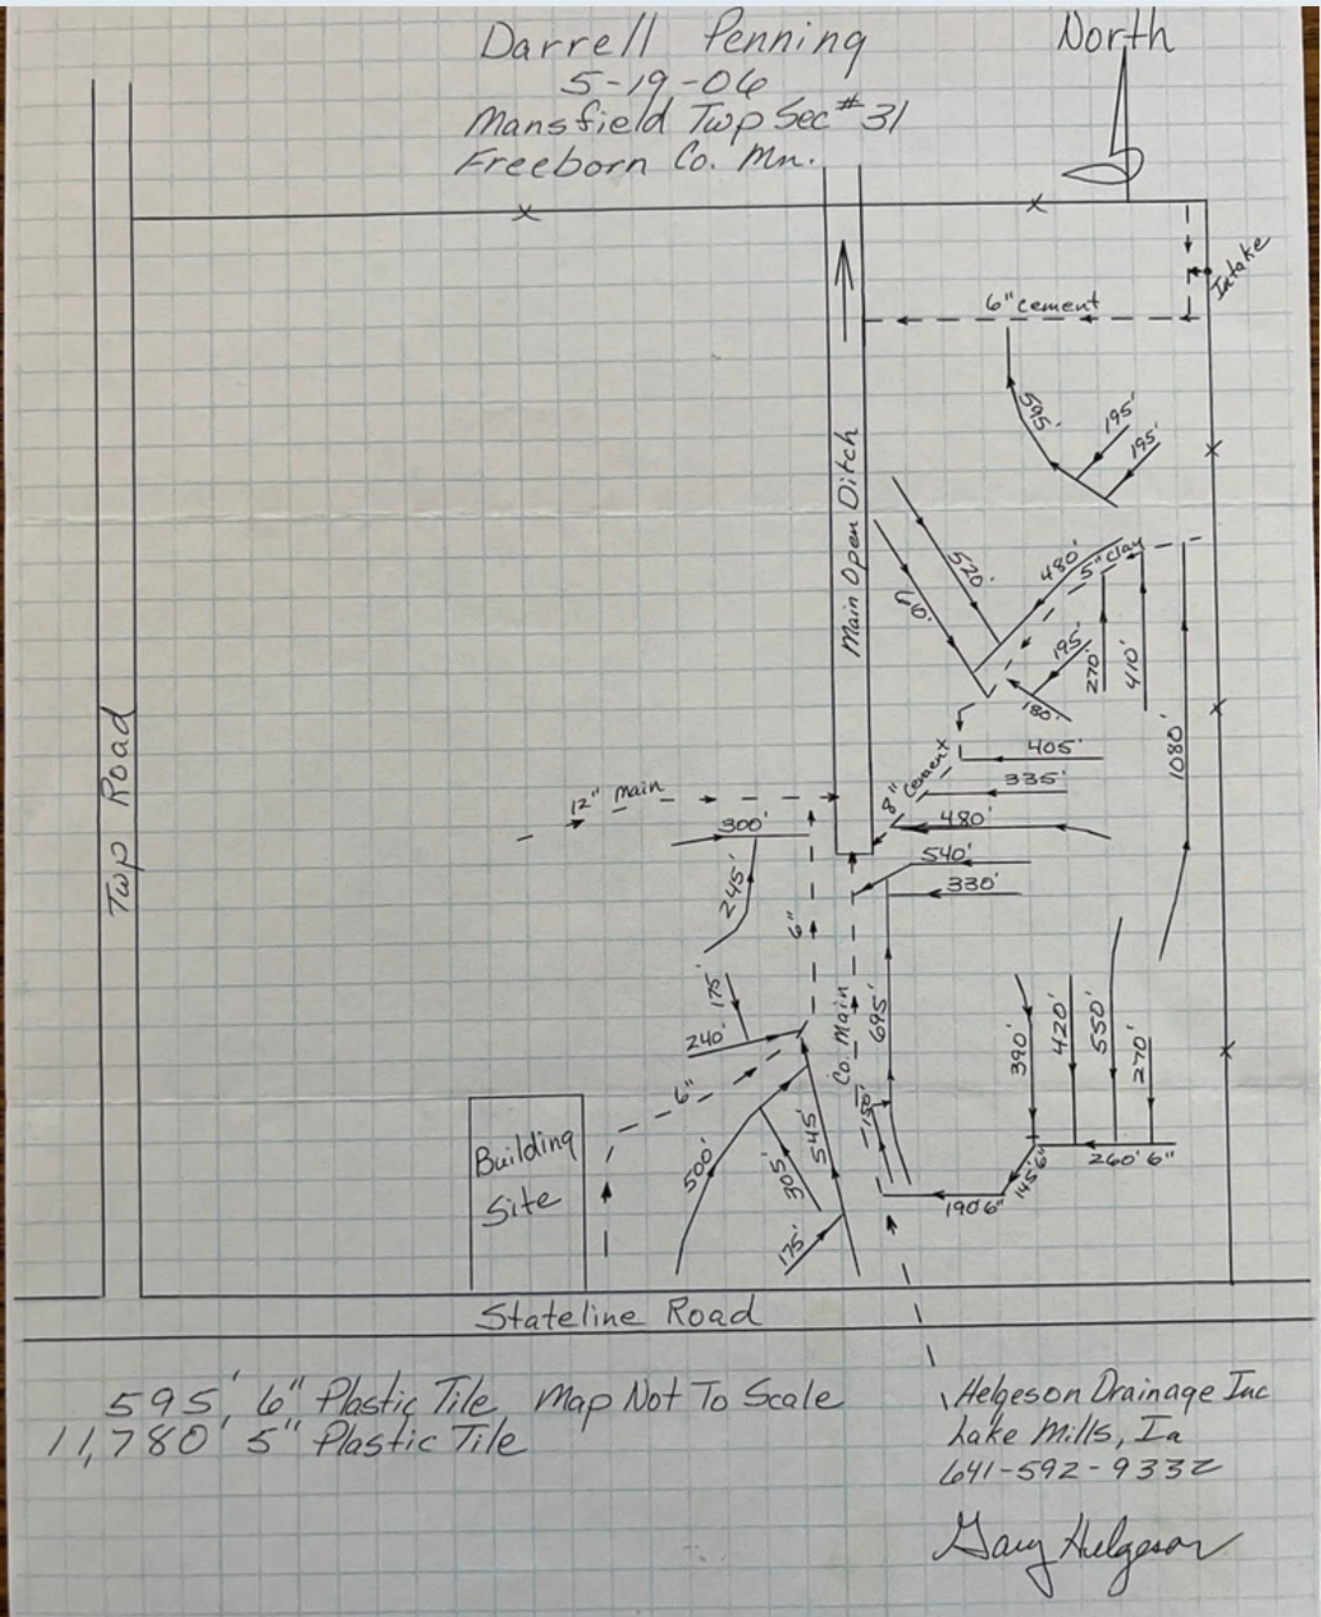 Darrell Penning
North
5-19-06
Mansfield Twp Sec # 31
Freeborn Co. Mn.
Intake
6" cement
595'
195'
195'
Main Open Ditch
520'
480'
5" clay
195'
270'
410'
180'
1080'
405'
335'
8" Cement
480'
12" main
300'
540'
330'
245'
6"
Twp Road
175'
240'
Co. Main
695'
390'
420'
550'
270'
6"
150'
Building
Site
500'
305'
545'
260' 6"
145' 6"
190' 6"
175'
Stateline Road
595', 6" Plastic Tile Map Not To Scale
11,780' 5" Plastic Tile
Helgeson Drainage Inc
Lake Mills, Ia
641-592-9332
Gary Helgeson